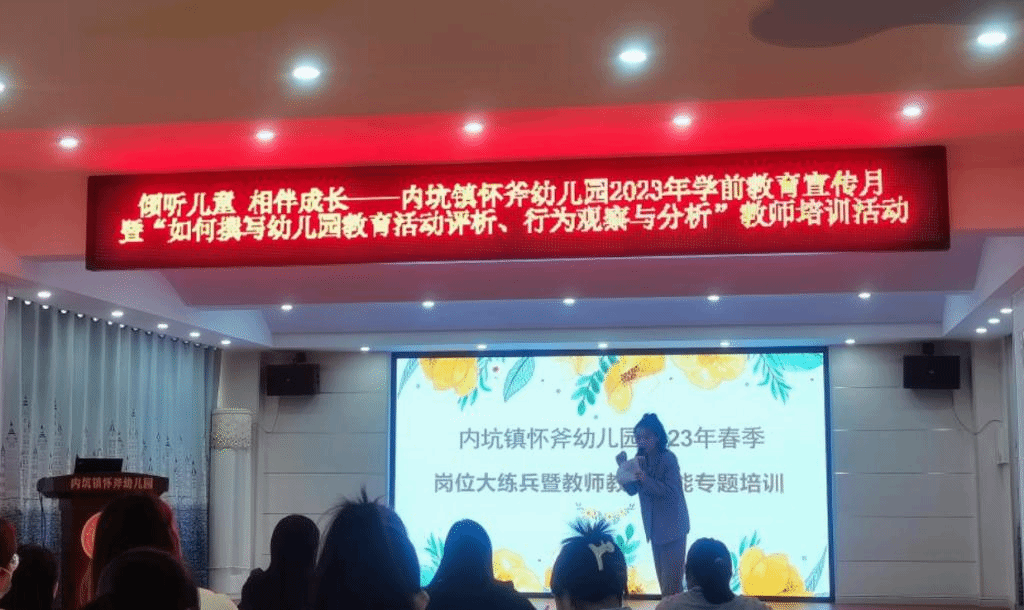 倾听儿童 相伴成长——内坑镇怀斧幼儿园2023年学前教育宣传月
暨“如何撰写幼儿园教育活动评析、行为观察与分析”教师培训活动
内坑镇怀斧幼儿园 23年春季
岗位大练兵暨教师教 能专题培训
内坑镇怀斧幼儿园